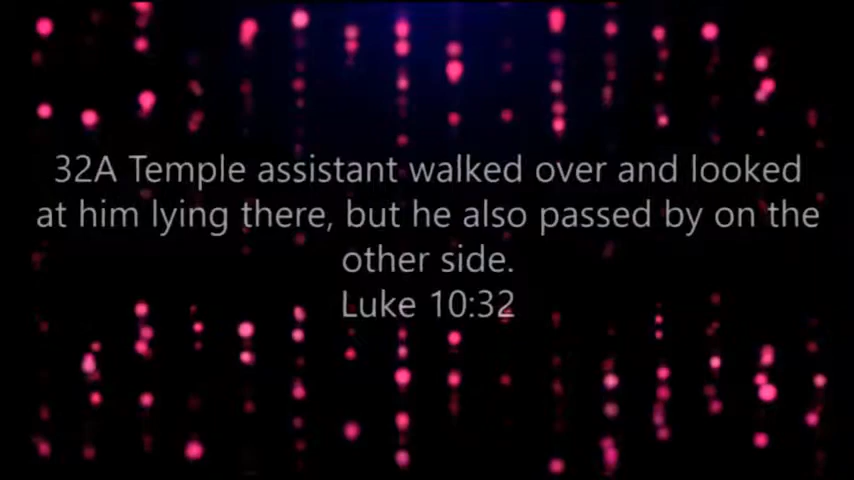 32A Temple assistant walked over and looked
at him lying there, but he also passed by on the
other side.
Luke 10:32